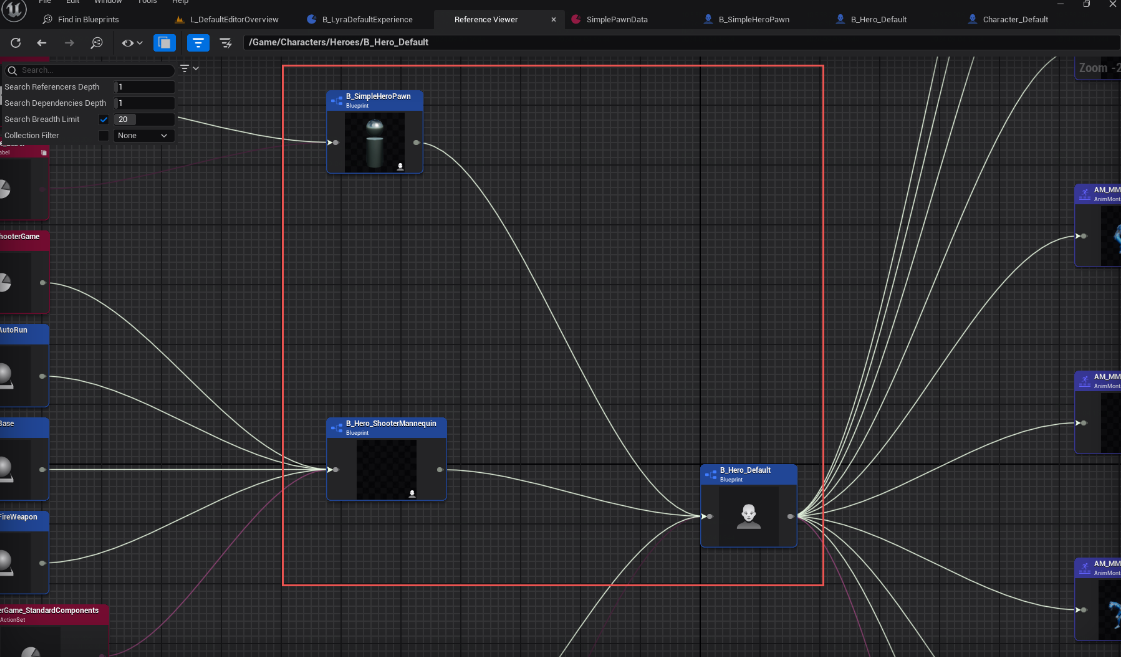 File Edit Window Tools Help
Find in Blueprints L_DefaultEditorOverview B_LyraDefaultExperience Reference Viewer SimplePawnData B_SimpleHeroPawn B_Hero_Default Character_Default
/Game/Characters/Heroes/B_Hero_Default
Search...
Zoom -2
Search Referencers Depth 1
Search Dependencies Depth 1
Search Breadth Limit 20
Collection Filter None
B_SimpleHeroPawn
Blueprint
abel
AM_MM
AnimMont
hooterGame
AutoRun
AM_MM
AnimMont
Base
B_Hero_ShooterMannequin
Blueprint
B_Hero_Default
Blueprint
FireWeapon
AM_MM
AnimMont
erGame_StandardComponents
ActionSet